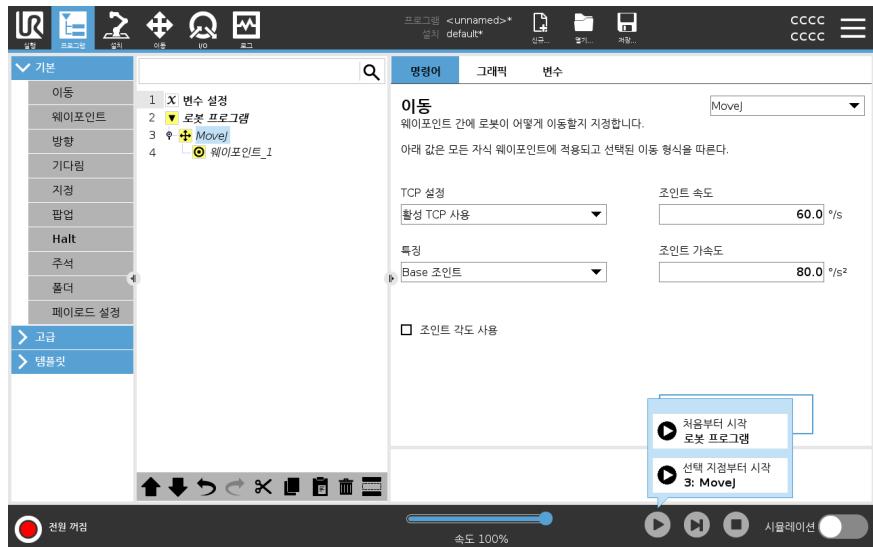 UR
실행
프로그램
설치
이동
I/O
로그
프로그램 <unnamed>*
설치 default*
신규...
열기...
저장...
cccc
cccc
기본
이동
웨이포인트
방향
기다림
지정
팝업
Halt
주석
폴더
페이로드 설정
고급
템플릿
1 X 변수 설정
2 로봇 프로그램
3 MoveJ
4 웨이포인트_1
명령어 그래픽 변수
이동
MoveJ
웨이포인트 간에 로봇이 어떻게 이동할지 지정합니다.
아래 값은 모든 자식 웨이포인트에 적용되고 선택된 이동 형식을 따른다.
TCP 설정
활성 TCP 사용
조인트 속도
60.0 °/s
특징
Base 조인트
조인트 가속도
80.0 °/s²
조인트 각도 사용
처음부터 시작
로봇 프로그램
선택 지점부터 시작
3: MoveJ
전원 꺼짐
속도 100%
시뮬레이션